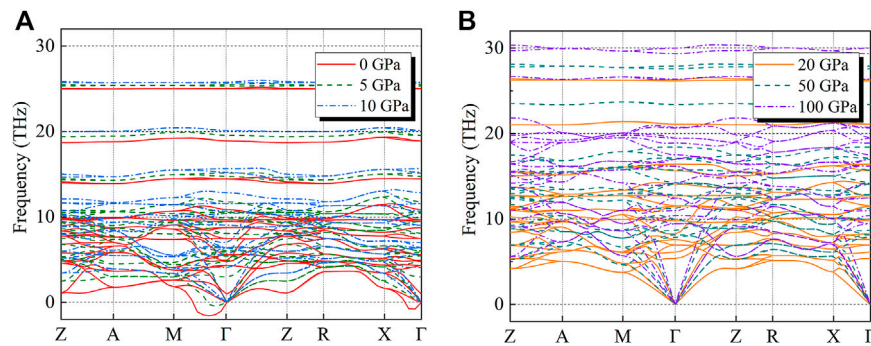 A
30
20
10
0
Frequency (THz)
0 GPa
5 GPa
10 GPa
Z A M Γ Z R X Γ
B
30
20
10
0
Frequency (THz)
20 GPa
50 GPa
100 GPa
Z A M Γ Z R X Γ